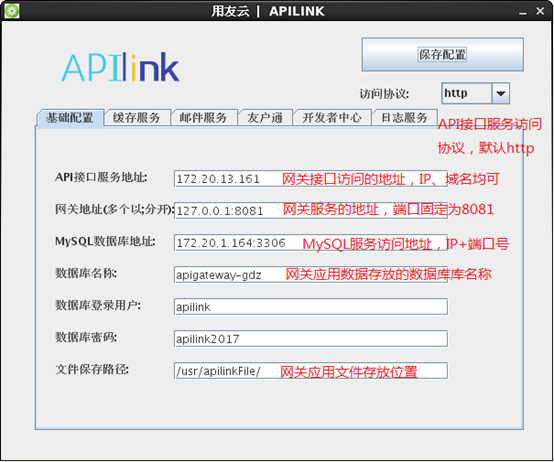 用友云 | APILINK
APIlink
保存配置
访问协议:
http
API接口服务访问
协议，默认http
基础配置 缓存服务 邮件服务 友户通 开发者中心 日志服务
API接口服务地址: 172.20.13.161 网关接口访问的地址，IP、域名均可
网关地址(多个以;分开): 127.0.0.1:8081 网关服务的地址，端口固定为8081
MySQL数据库地址: 172.20.1.164:3306 MySQL服务访问地址，IP+端口号
数据库名称: apigateway-gdz 网关应用数据存放的数据库库名称
数据库登录用户: apilink
数据库密码: apilink2017
文件保存路径: /usr/apilinkFile/ 网关应用文件存放位置